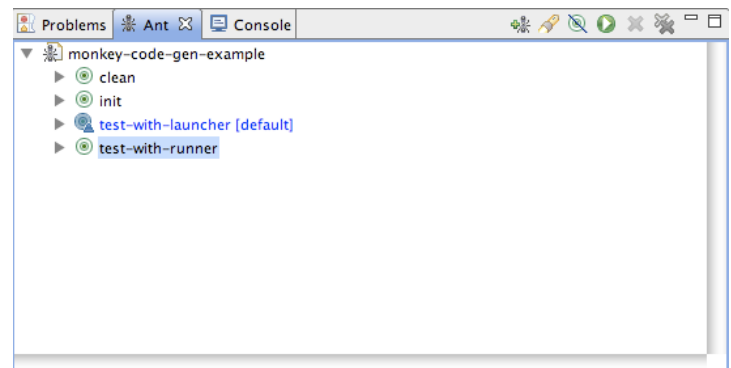 Problems Ant Console
monkey-code-gen-example
clean
init
test-with-launcher [default]
test-with-runner